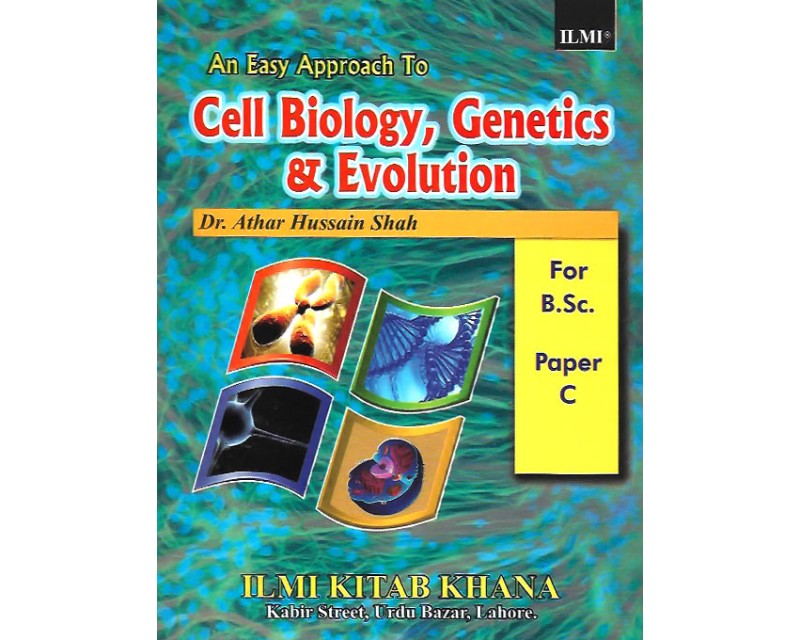 ILMI®
An Easy Approach To
Cell Biology, Genetics
& Evolution
Dr. Athar Hussain Shah
For
B.Sc.
Paper
C
ILMI KITAB KHANA
Kabir Street, Urdu Bazar, Lahore.